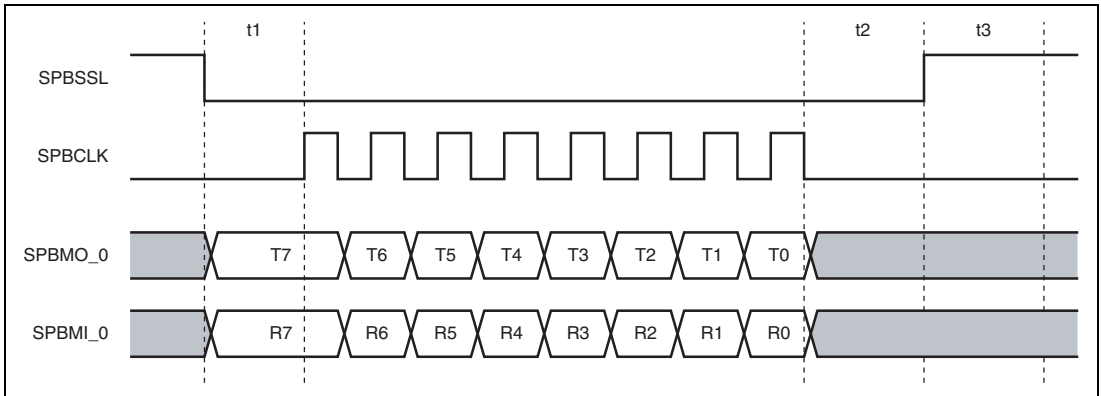 t1 t2 t3
SPBSSL
SPBCLK
SPBMO_0 T7 T6 T5 T4 T3 T2 T1 T0
SPBMI_0 R7 R6 R5 R4 R3 R2 R1 R0